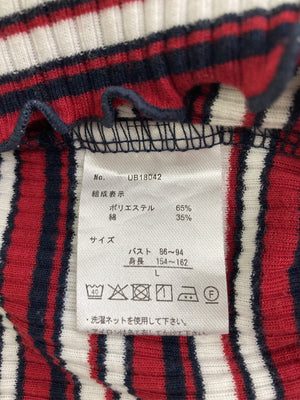 No. UB18042
組成表示
ポリエステル 65%
綿 35%
サイズ
バスト 86~94
身長 154~162
L
40
F
・洗濯ネットを使用して下さい。